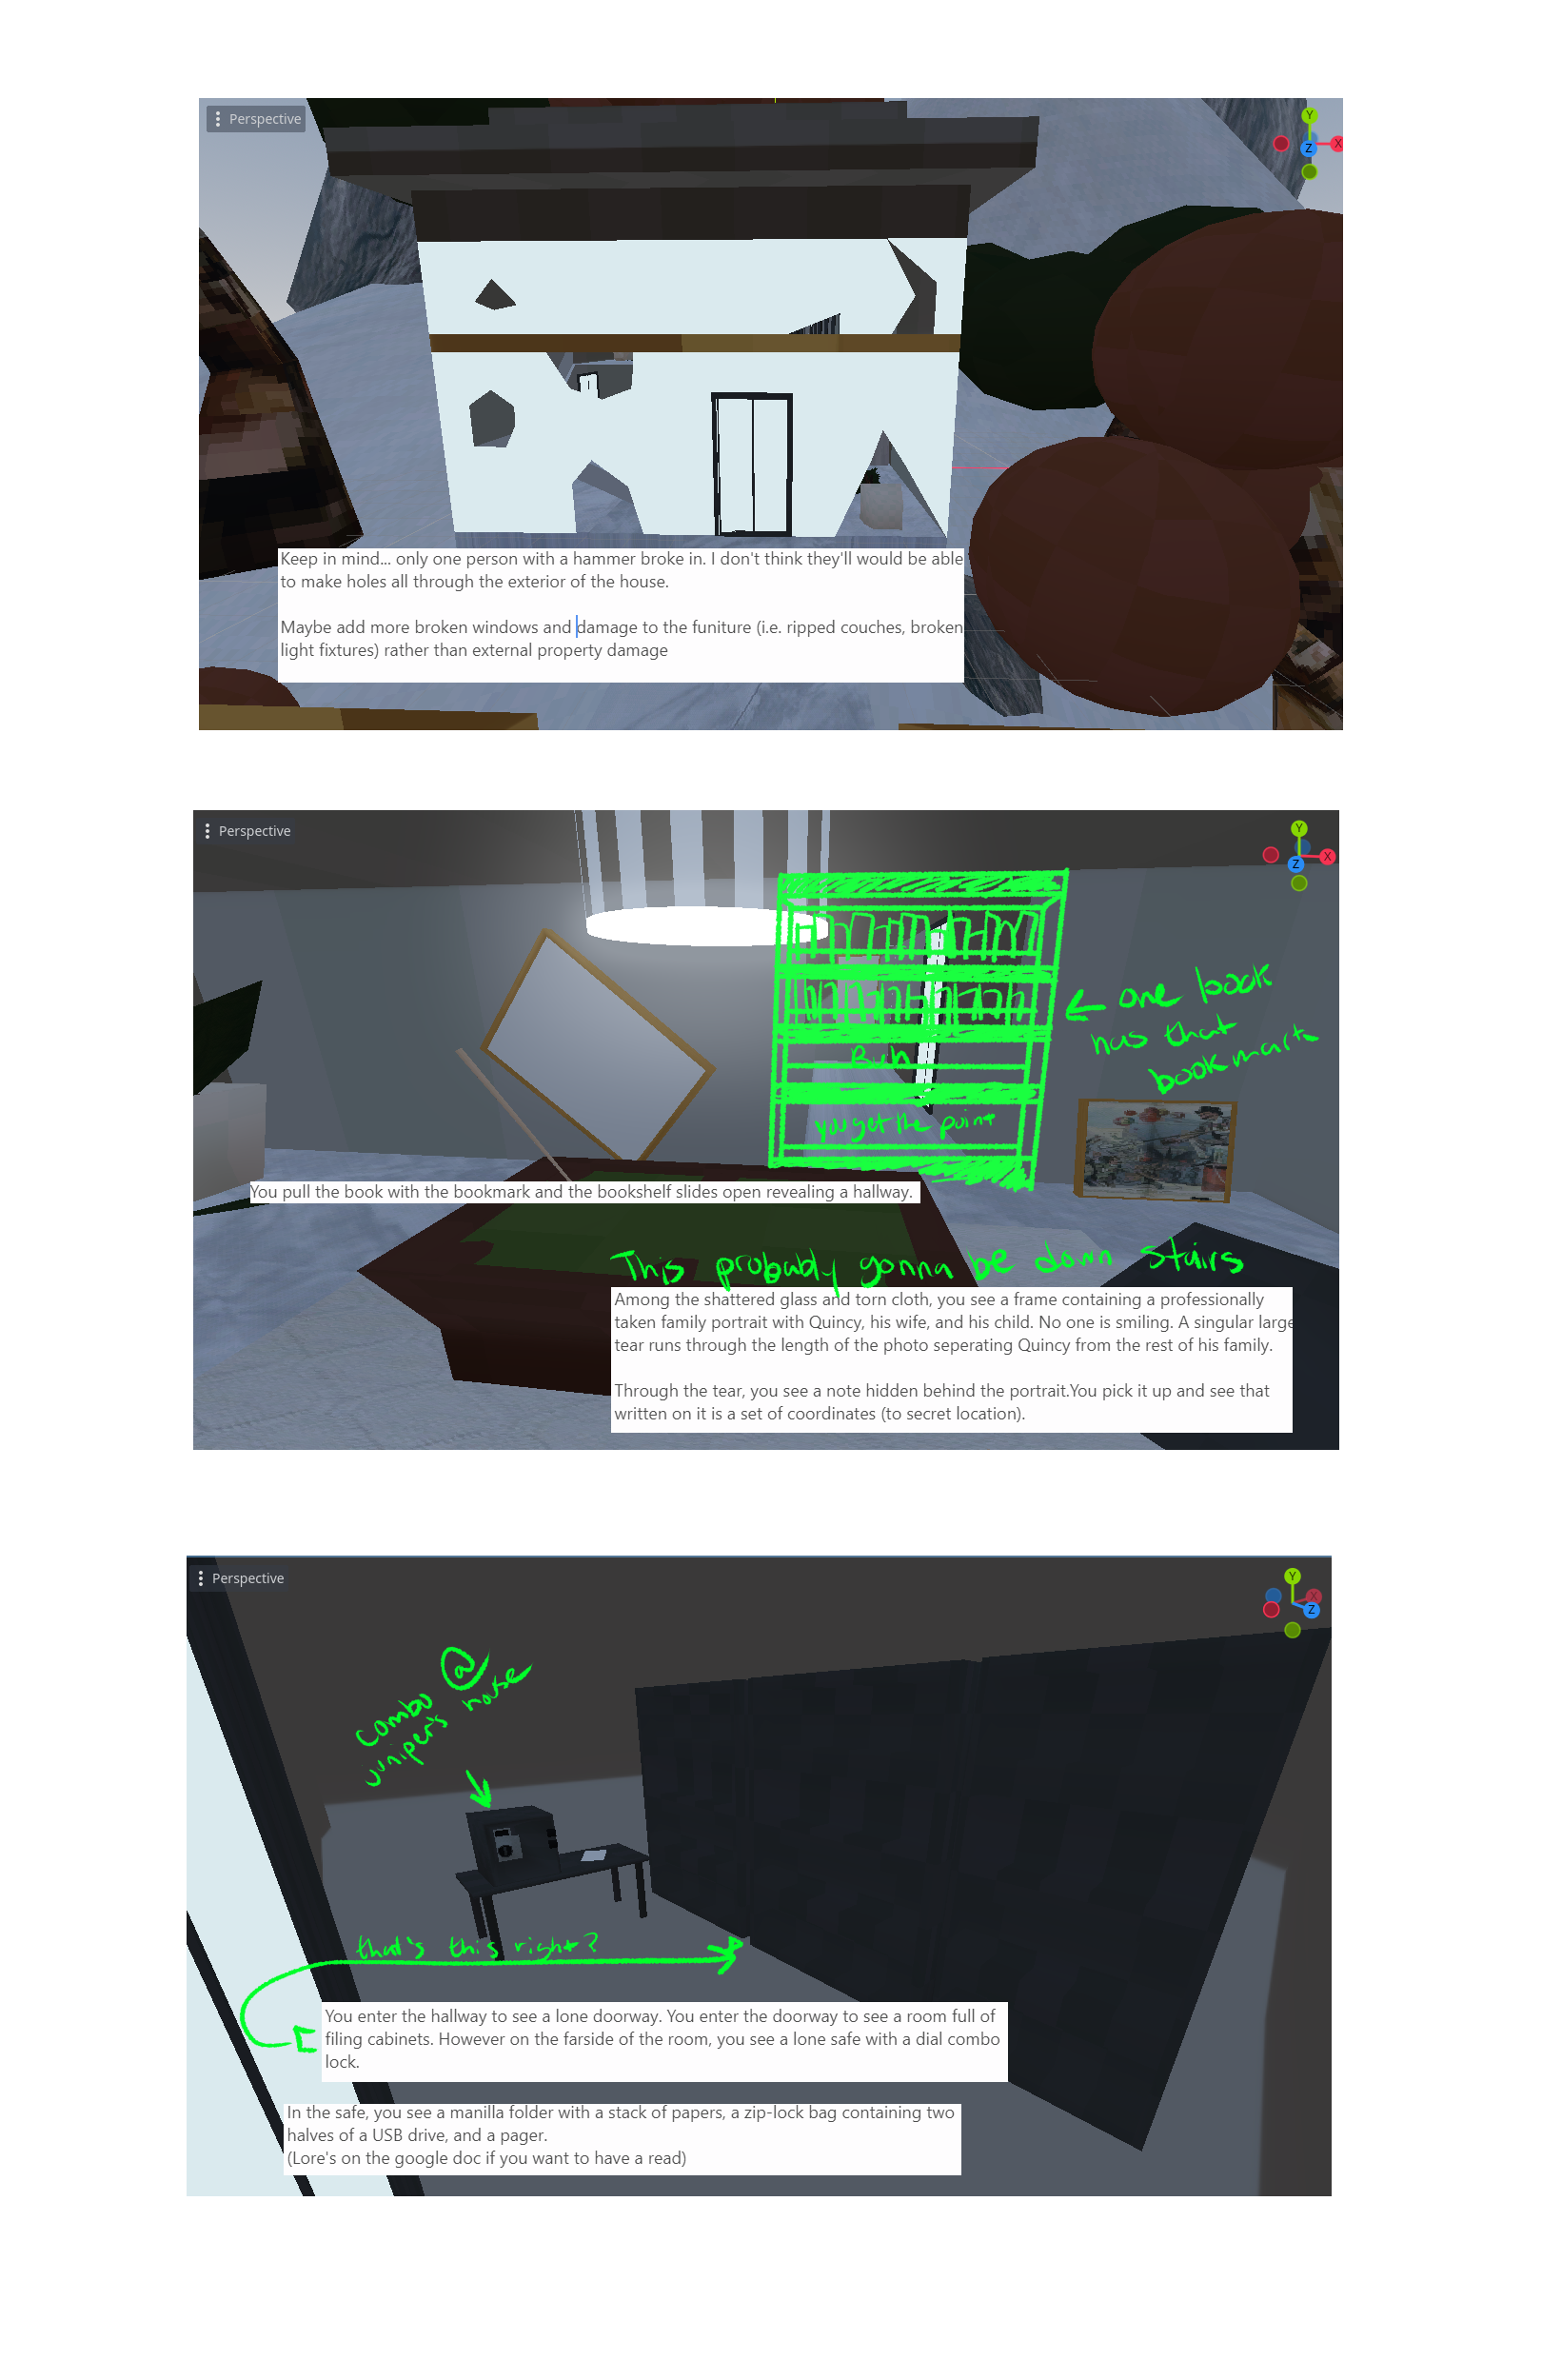 Perspective
Y
X
Z
Keep in mind... only one person with a hammer broke in. I don't think they'll would be able
to make holes all through the exterior of the house.
Maybe add more broken windows and damage to the funiture (i.e. ripped couches, broken
light fixtures) rather than external property damage
Perspective
Y
X
Z
← one book
has that
bookmark
Buh
you get the point
You pull the book with the bookmark and the bookshelf slides open revealing a hallway.
This probably gonna be down stairs
Among the shattered glass and torn cloth, you see a frame containing a professionally
taken family portrait with Quincy, his wife, and his child. No one is smiling. A singular large
tear runs through the length of the photo seperating Quincy from the rest of his family.
Through the tear, you see a note hidden behind the portrait.You pick it up and see that
written on it is a set of coordinates (to secret location).
Perspective
Y
X
Z
Combo @
Juniper's house
that's this right?
You enter the hallway to see a lone doorway. You enter the doorway to see a room full of
filing cabinets. However on the farside of the room, you see a lone safe with a dial combo
lock.
In the safe, you see a manilla folder with a stack of papers, a zip-lock bag containing two
halves of a USB drive, and a pager.
(Lore's on the google doc if you want to have a read)